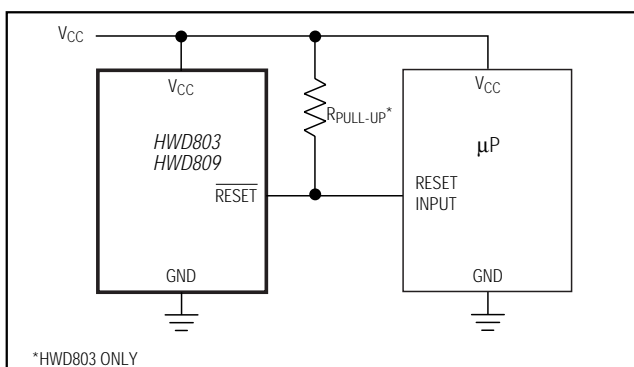 VCC
VCC
HWD803
HWD809
RESET
GND
RPULL-UP*
VCC
μP
RESET
INPUT
GND
*HWD803 ONLY